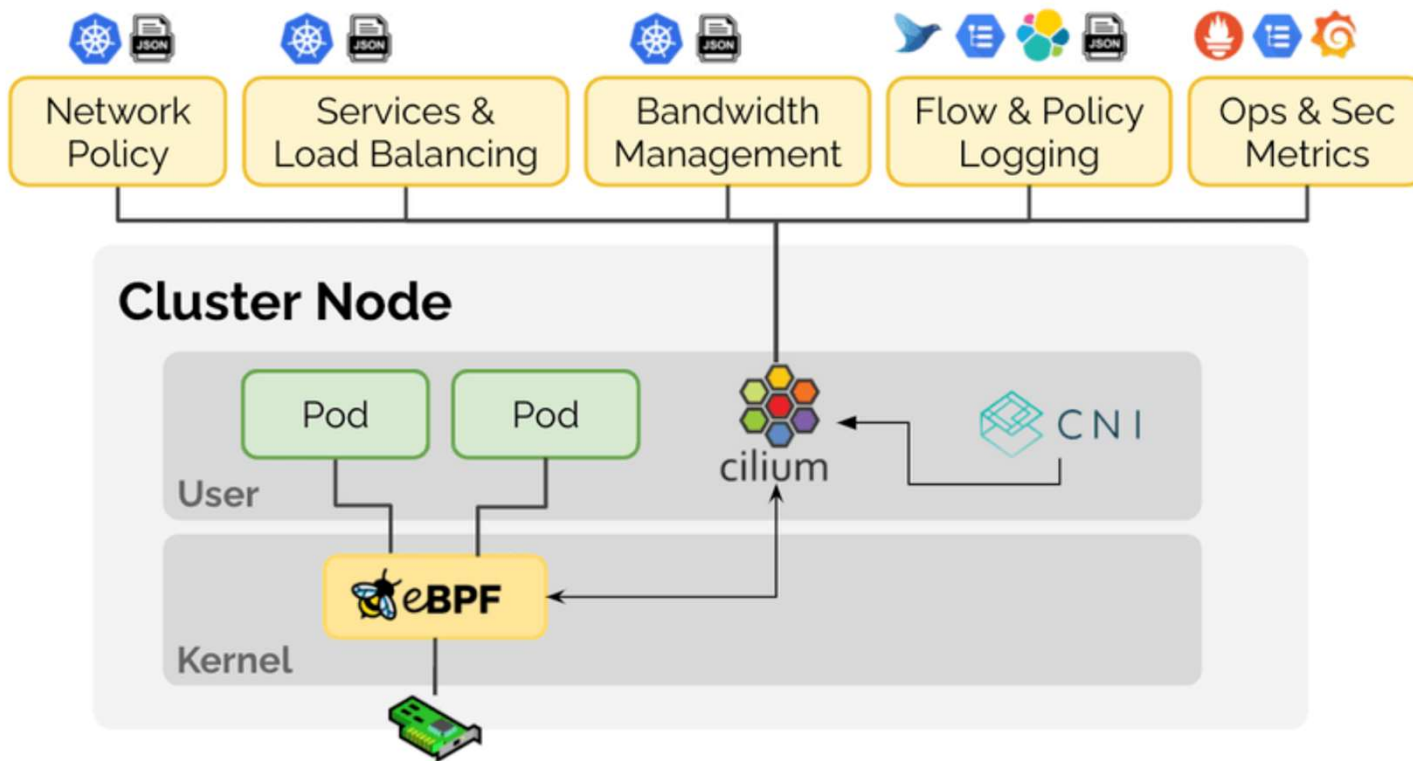 JSON
JSON
JSON
JSON
Network
Policy
Services &
Load Balancing
Bandwidth
Management
Flow & Policy
Logging
Ops & Sec
Metrics
Cluster Node
Pod
Pod
cilium
CNI
User
eBPF
Kernel